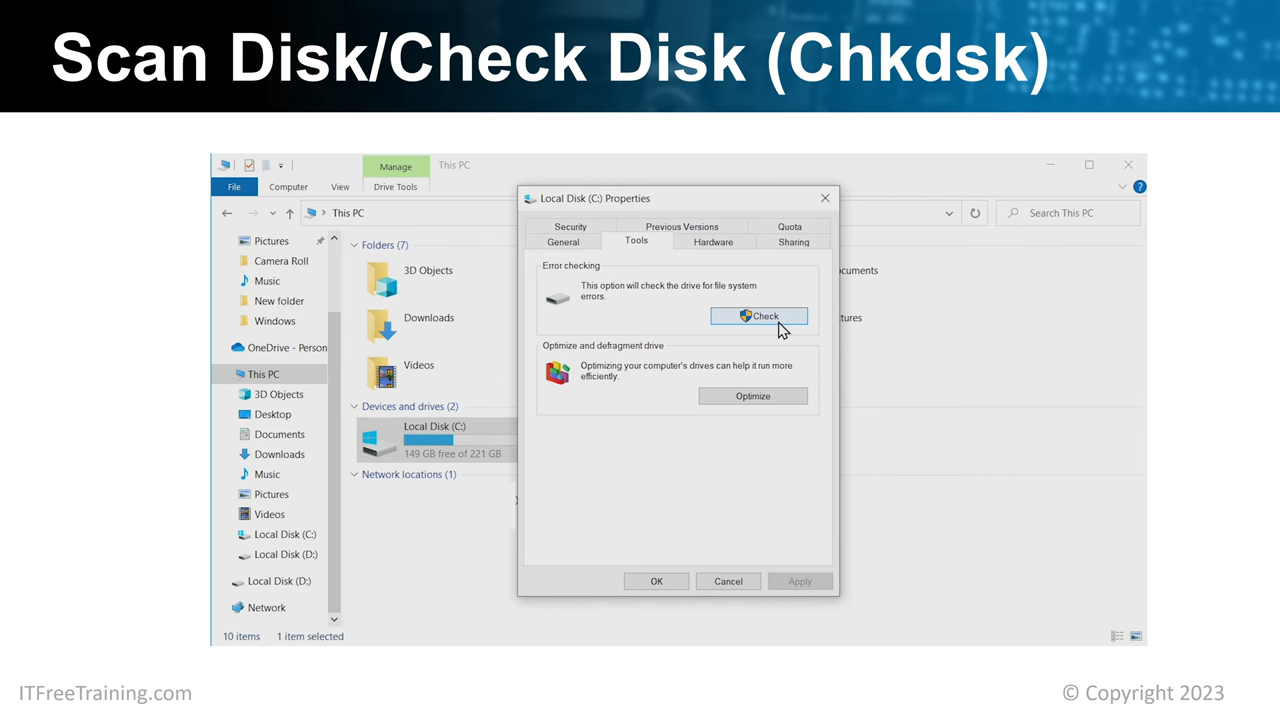 Scan Disk/Check Disk (Chkdsk)
Manage
This PC
File
Computer
View
Drive Tools
This PC
Search This PC
Pictures
Camera Roll
Music
New folder
Windows
OneDrive - Person
This PC
3D Objects
Desktop
Documents
Downloads
Music
Pictures
Videos
Local Disk (C:)
Local Disk (D:)
Local Disk (D:)
Network
Folders (7)
3D Objects
Downloads
Videos
Devices and drives (2)
Local Disk (C:)
149 GB free of 221 GB
Network locations (1)
ocuments
tures
Local Disk (C:) Properties
Security
Previous Versions
Quota
General
Tools
Hardware
Sharing
Error checking
This option will check the drive for file system
errors.
Check
Optimize and defragment drive
Optimizing your computer's drives can help it run more
efficiently.
Optimize
OK
Cancel
Apply
10 items
1 item selected
ITFreeTraining.com
© Copyright 2023